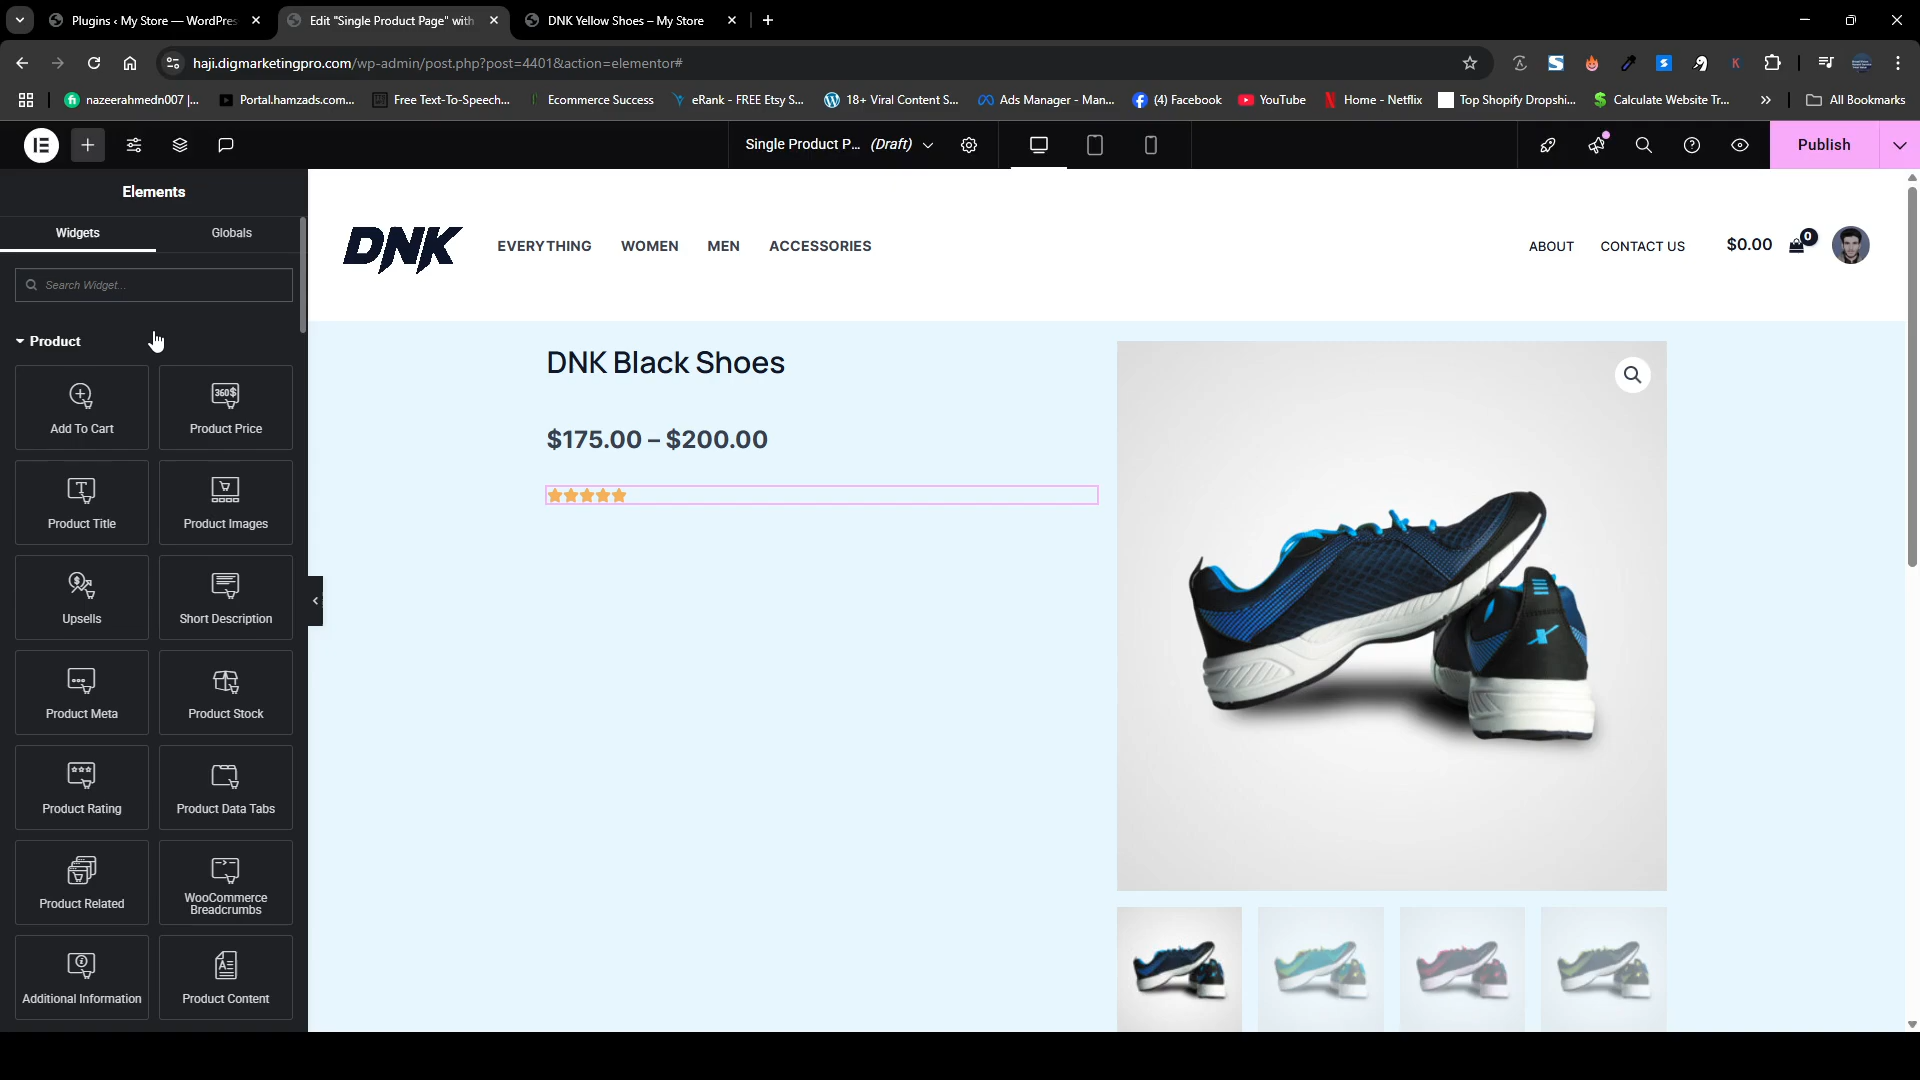 Plugins ‹ My Store — WordPres
Edit "Single Product Page" with
DNK Yellow Shoes – My Store
haji.digmarketingpro.com/wp-admin/post.php?post=4401&action=elementor#
nazeerahmedn007 |...
Portal.hamzads.com...
Free Text-To-Speech...
Ecommerce Success
eRank - FREE Etsy S...
18+ Viral Content S...
Ads Manager - Man...
(4) Facebook
YouTube
Home - Netflix
Top Shopify Dropshi...
Calculate Website Tr...
»
All Bookmarks
Single Product P... (Draft)
Publish
Elements
Widgets
Globals
Search Widget...
Product
Add To Cart
360$
Product Price
Product Title
Product Images
Upsells
Short Description
Product Meta
Product Stock
Product Rating
Product Data Tabs
Product Related
WooCommerce
Breadcrumbs
Additional Information
Product Content
DNK
EVERYTHING
WOMEN
MEN
ACCESSORIES
ABOUT
CONTACT US
$0.00
0
DNK Black Shoes
$175.00 – $200.00